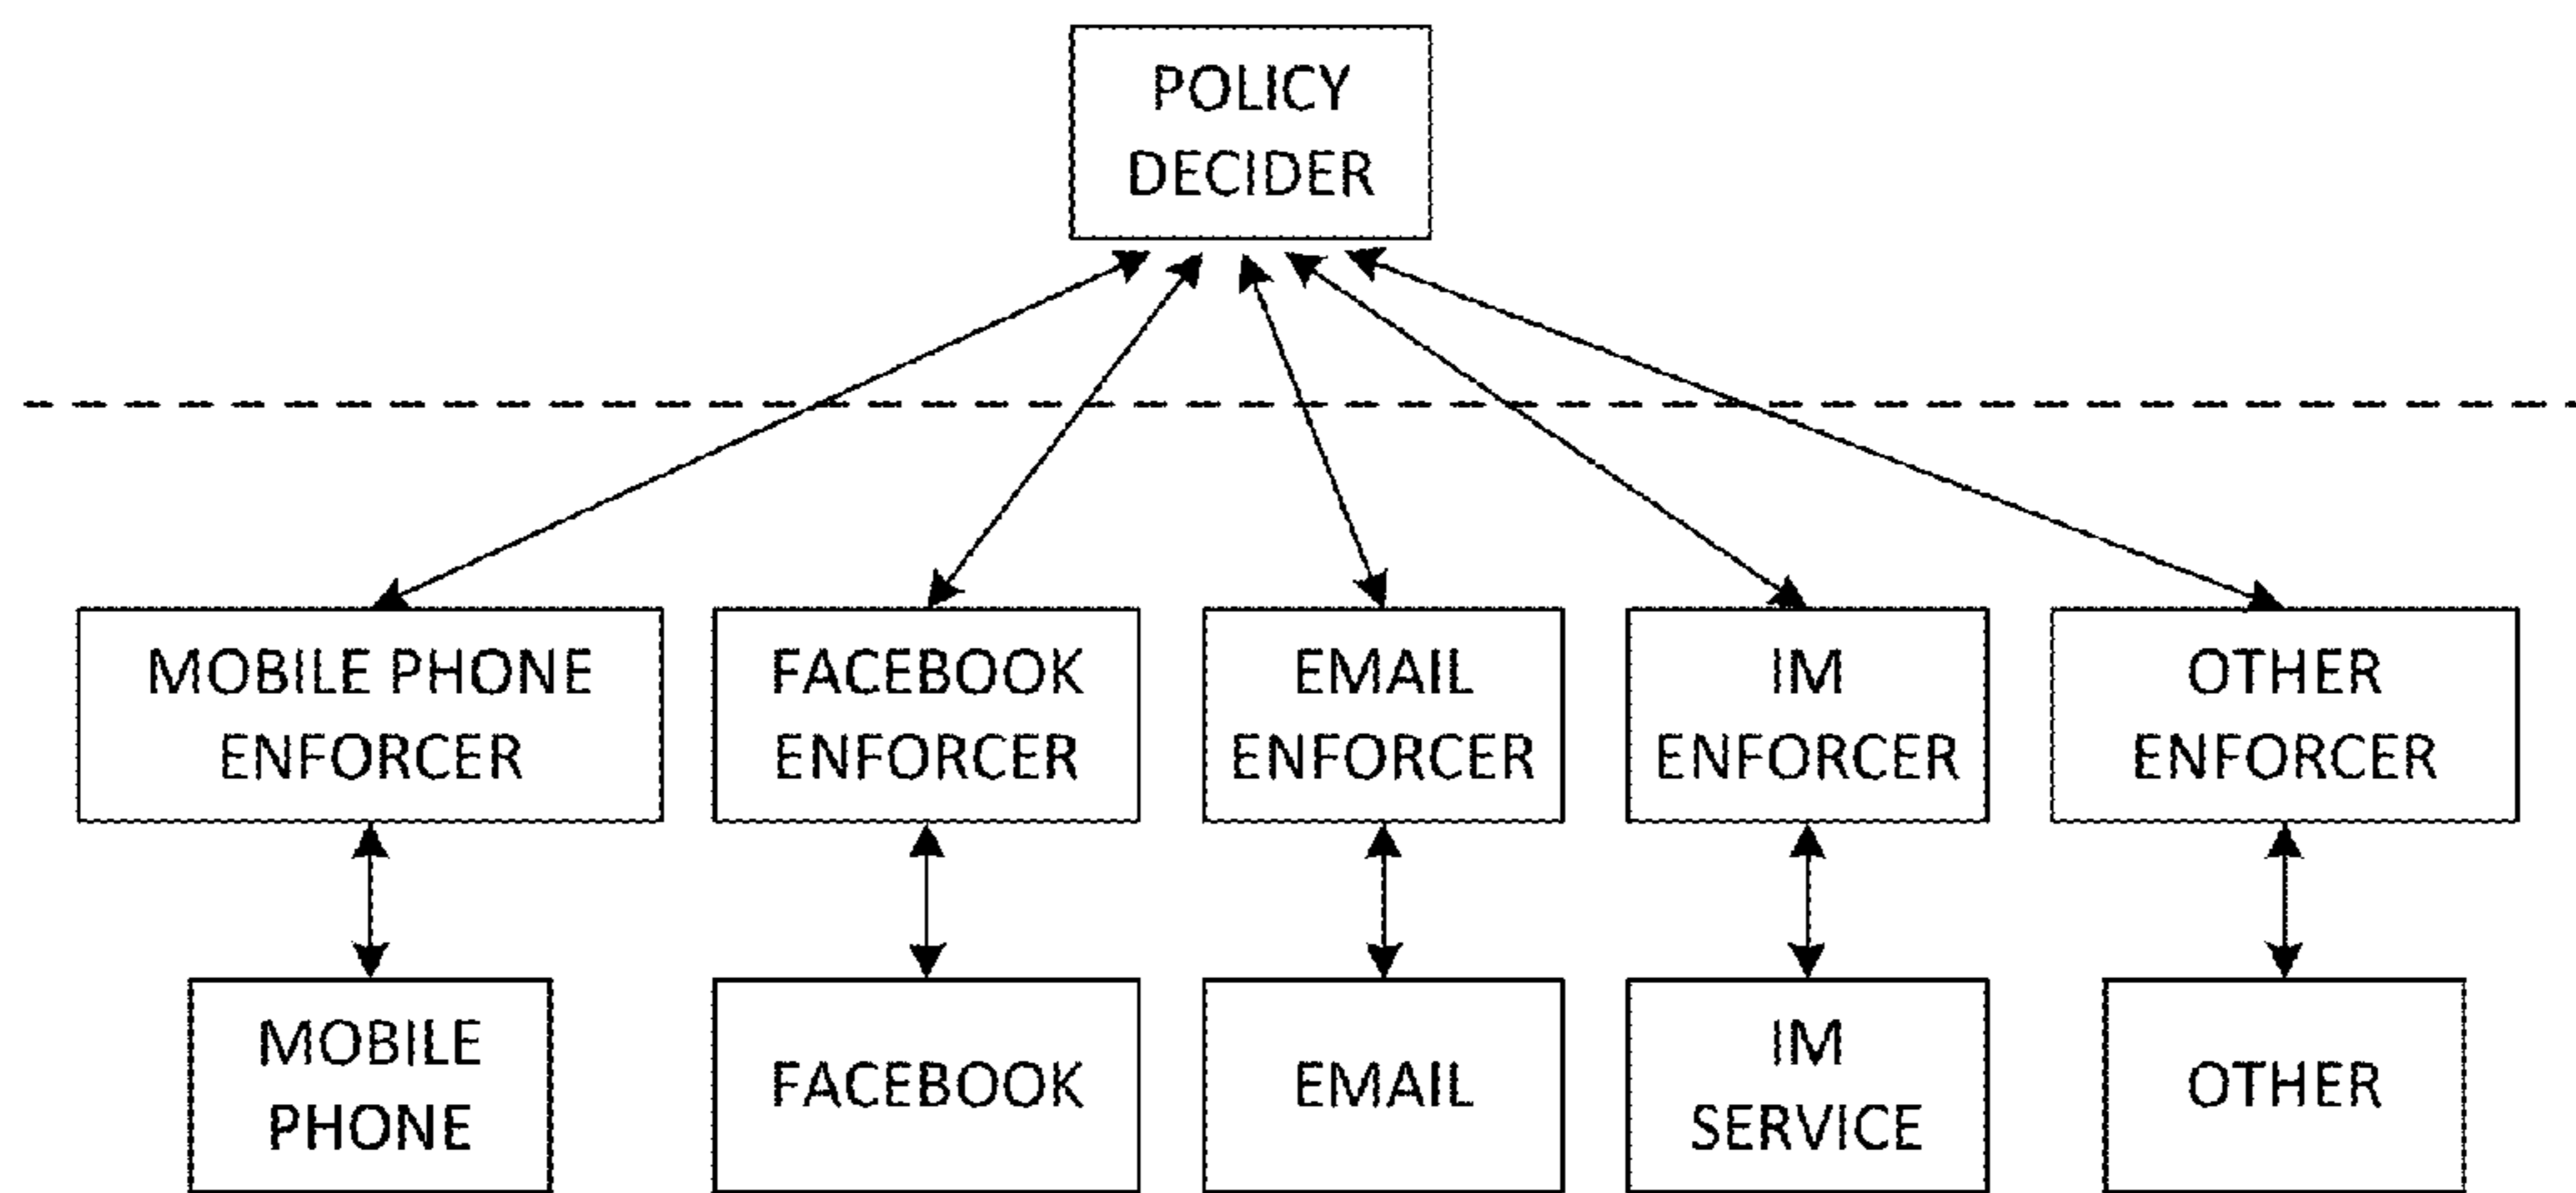 POLICY
DECIDER
MOBILE PHONE
ENFORCER
FACEBOOK
ENFORCER
EMAIL
ENFORCER
IM
ENFORCER
OTHER
ENFORCER
MOBILE
PHONE
FACEBOOK
EMAIL
IM
SERVICE
OTHER